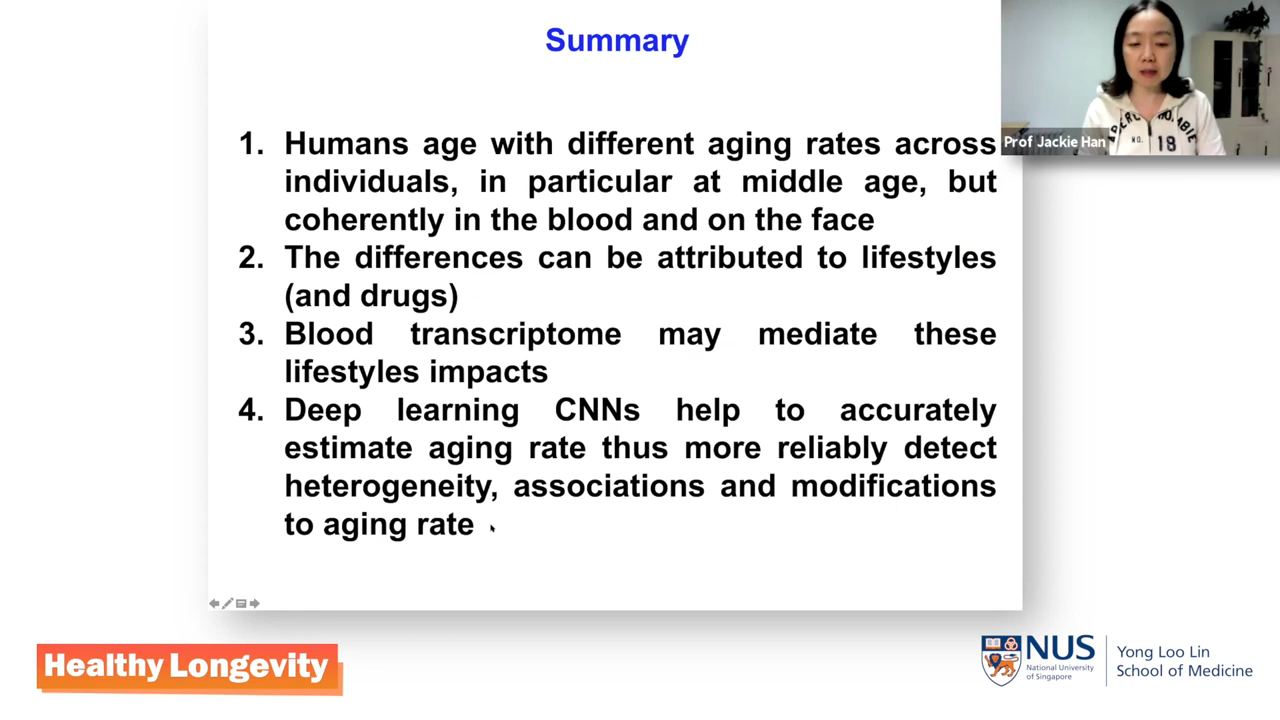 Summary
1. Humans age with different aging rates across
individuals, in particular at middle age, but
coherently in the blood and on the face
2. The differences can be attributed to lifestyles
(and drugs)
3. Blood transcriptome may mediate these
lifestyles impacts
4. Deep learning CNNs help to accurately
estimate aging rate thus more reliably detect
heterogeneity, associations and modifications
to aging rate
Prof Jackie Han
NO. 18
Healthy Longevity
NUS
National University
of Singapore
Yong Loo Lin
School of Medicine